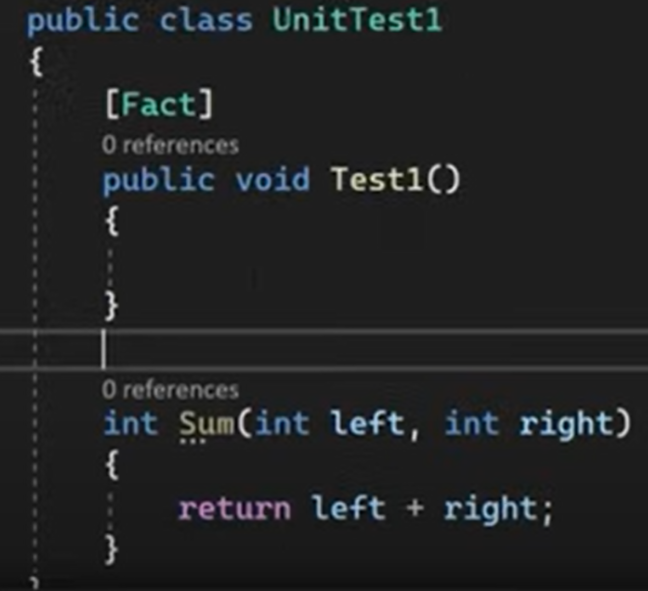 public class UnitTest1
{
[Fact]
0 references
public void Test1()
{
}
0 references
int Sum(int left, int right)
{
return left + right;
}
}